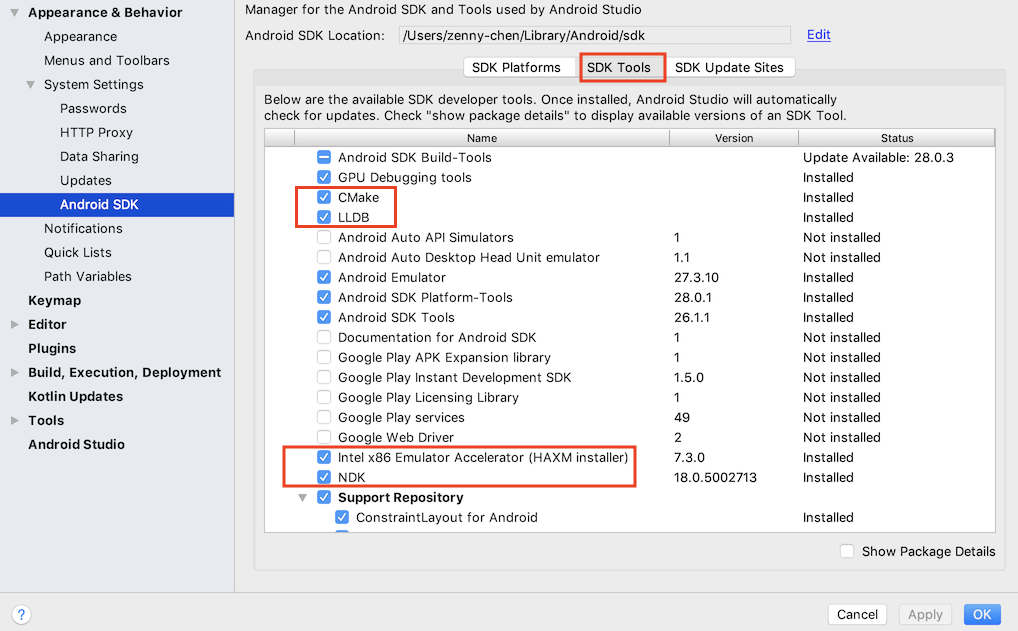 Appearance & Behavior
Appearance
Menus and Toolbars
System Settings
Passwords
HTTP Proxy
Data Sharing
Updates
Android SDK
Notifications
Quick Lists
Path Variables
Keymap
Editor
Plugins
Build, Execution, Deployment
Kotlin Updates
Tools
Android Studio
Manager for the Android SDK and Tools used by Android Studio
Android SDK Location: /Users/zenny-chen/Library/Android/sdk Edit
SDK Platforms SDK Tools SDK Update Sites
Below are the available SDK developer tools. Once installed, Android Studio will automatically
check for updates. Check "show package details" to display available versions of an SDK Tool.
Name Version Status
Android SDK Build-Tools Update Available: 28.0.3
GPU Debugging tools Installed
CMake Installed
LLDB Installed
Android Auto API Simulators 1 Not installed
Android Auto Desktop Head Unit emulator 1.1 Not installed
Android Emulator 27.3.10 Installed
Android SDK Platform-Tools 28.0.1 Installed
Android SDK Tools 26.1.1 Installed
Documentation for Android SDK 1 Not installed
Google Play APK Expansion library 1 Not installed
Google Play Instant Development SDK 1.5.0 Not installed
Google Play Licensing Library 1 Not installed
Google Play services 49 Not installed
Google Web Driver 2 Not installed
Intel x86 Emulator Accelerator (HAXM installer) 7.3.0 Installed
NDK 18.0.5002713 Installed
Support Repository
ConstraintLayout for Android Installed
Show Package Details
? Cancel Apply OK